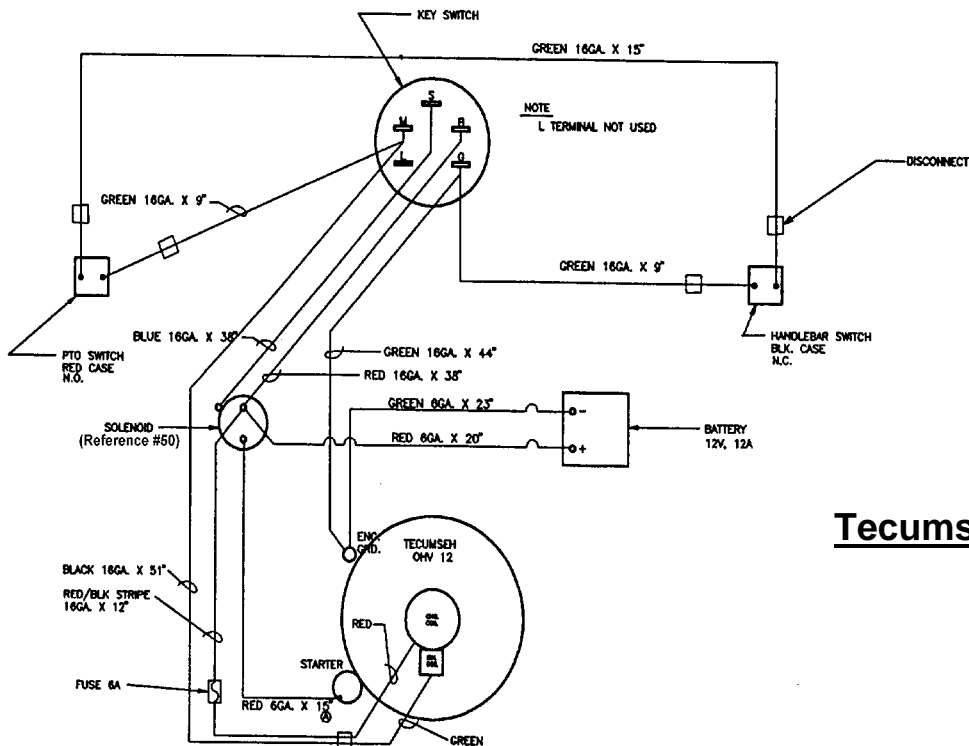 KEY SWITCH
GREEN 16GA. X 15"
S
M
B
L
G
NOTE
L TERMINAL NOT USED
DISCONNECT
GREEN 16GA. X 9"
GREEN 16GA. X 9"
PTO SWITCH
RED CASE
N.O.
HANDLEBAR SWITCH
BLK. CASE
N.C.
BLUE 16GA. X 38"
GREEN 16GA. X 44"
RED 16GA. X 38"
GREEN 6GA. X 23"
SOLENOID
(Reference #50)
RED 6GA. X 20"
-
+
BATTERY
12V, 12A
ENG.
GRD.
TECUMSEH
OHV 12
Tecums
BLACK 16GA. X 51"
RED/BLK STRIPE
16GA. X 12"
RED
COIL
COIL
STARTER
FUSE 6A
RED 6GA. X 15"
A
GREEN